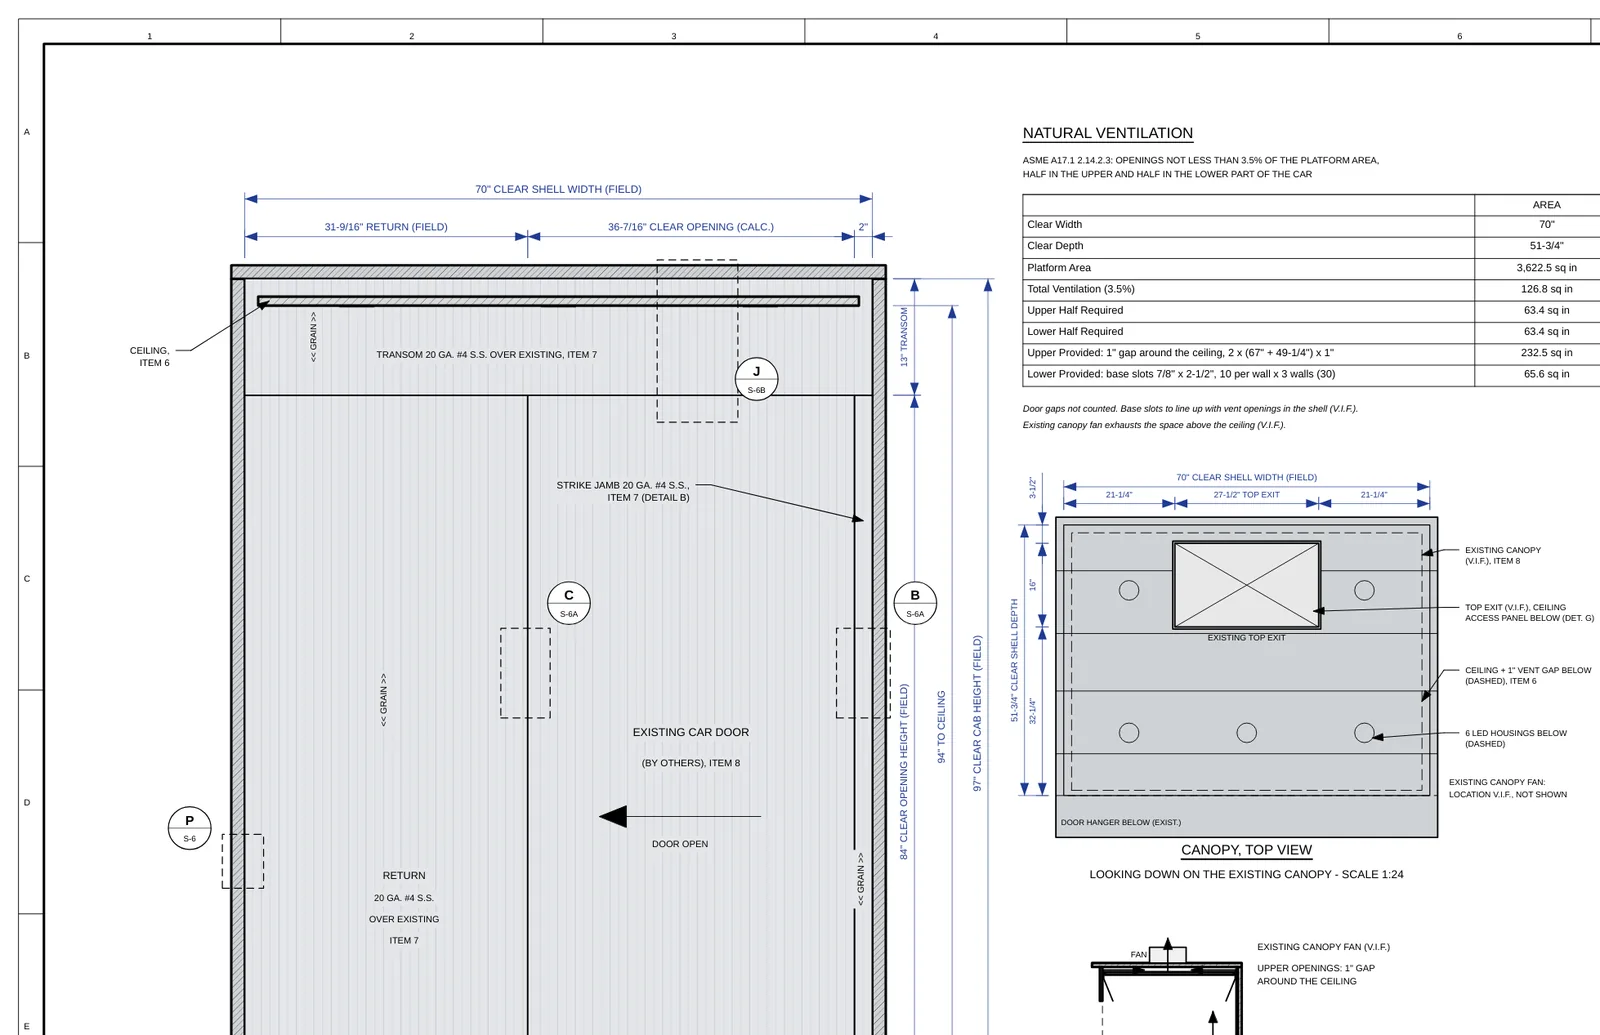 1 2 3 4 5 6
A
B
C
D
E
70" CLEAR SHELL WIDTH (FIELD)
31-9/16" RETURN (FIELD)
36-7/16" CLEAR OPENING (CALC.)
2"
CEILING,
ITEM 6
<< GRAIN >>
TRANSOM 20 GA. #4 S.S. OVER EXISTING, ITEM 7
13" TRANSOM
J
S-6B
STRIKE JAMB 20 GA. #4 S.S.,
ITEM 7 (DETAIL B)
C
S-6A
B
S-6A
<< GRAIN >>
EXISTING CAR DOOR
(BY OTHERS), ITEM 8
DOOR OPEN
84" CLEAR OPENING HEIGHT (FIELD)
94" TO CEILING
97" CLEAR CAB HEIGHT (FIELD)
P
S-6
<< GRAIN >>
RETURN
20 GA. #4 S.S.
OVER EXISTING
ITEM 7
NATURAL VENTILATION
ASME A17.1 2.14.2.3: OPENINGS NOT LESS THAN 3.5% OF THE PLATFORM AREA,
HALF IN THE UPPER AND HALF IN THE LOWER PART OF THE CAR
AREA
Clear Width 70"
Clear Depth 51-3/4"
Platform Area 3,622.5 sq in
Total Ventilation (3.5%) 126.8 sq in
Upper Half Required 63.4 sq in
Lower Half Required 63.4 sq in
Upper Provided: 1" gap around the ceiling, 2 x (67" + 49-1/4") x 1" 232.5 sq in
Lower Provided: base slots 7/8" x 2-1/2", 10 per wall x 3 walls (30) 65.6 sq in
Door gaps not counted. Base slots to line up with vent openings in the shell (V.I.F.).
Existing canopy fan exhausts the space above the ceiling (V.I.F.).
70" CLEAR SHELL WIDTH (FIELD)
21-1/4"
27-1/2" TOP EXIT
21-1/4"
3-1/2"
16"
32-1/4"
51-3/4" CLEAR SHELL DEPTH
EXISTING TOP EXIT
EXISTING CANOPY
(V.I.F.), ITEM 8
TOP EXIT (V.I.F.), CEILING
ACCESS PANEL BELOW (DET. G)
CEILING + 1" VENT GAP BELOW
(DASHED), ITEM 6
6 LED HOUSINGS BELOW
(DASHED)
EXISTING CANOPY FAN:
LOCATION V.I.F., NOT SHOWN
DOOR HANGER BELOW (EXIST.)
CANOPY, TOP VIEW
LOOKING DOWN ON THE EXISTING CANOPY - SCALE 1:24
FAN
EXISTING CANOPY FAN (V.I.F.)
UPPER OPENINGS: 1" GAP
AROUND THE CEILING